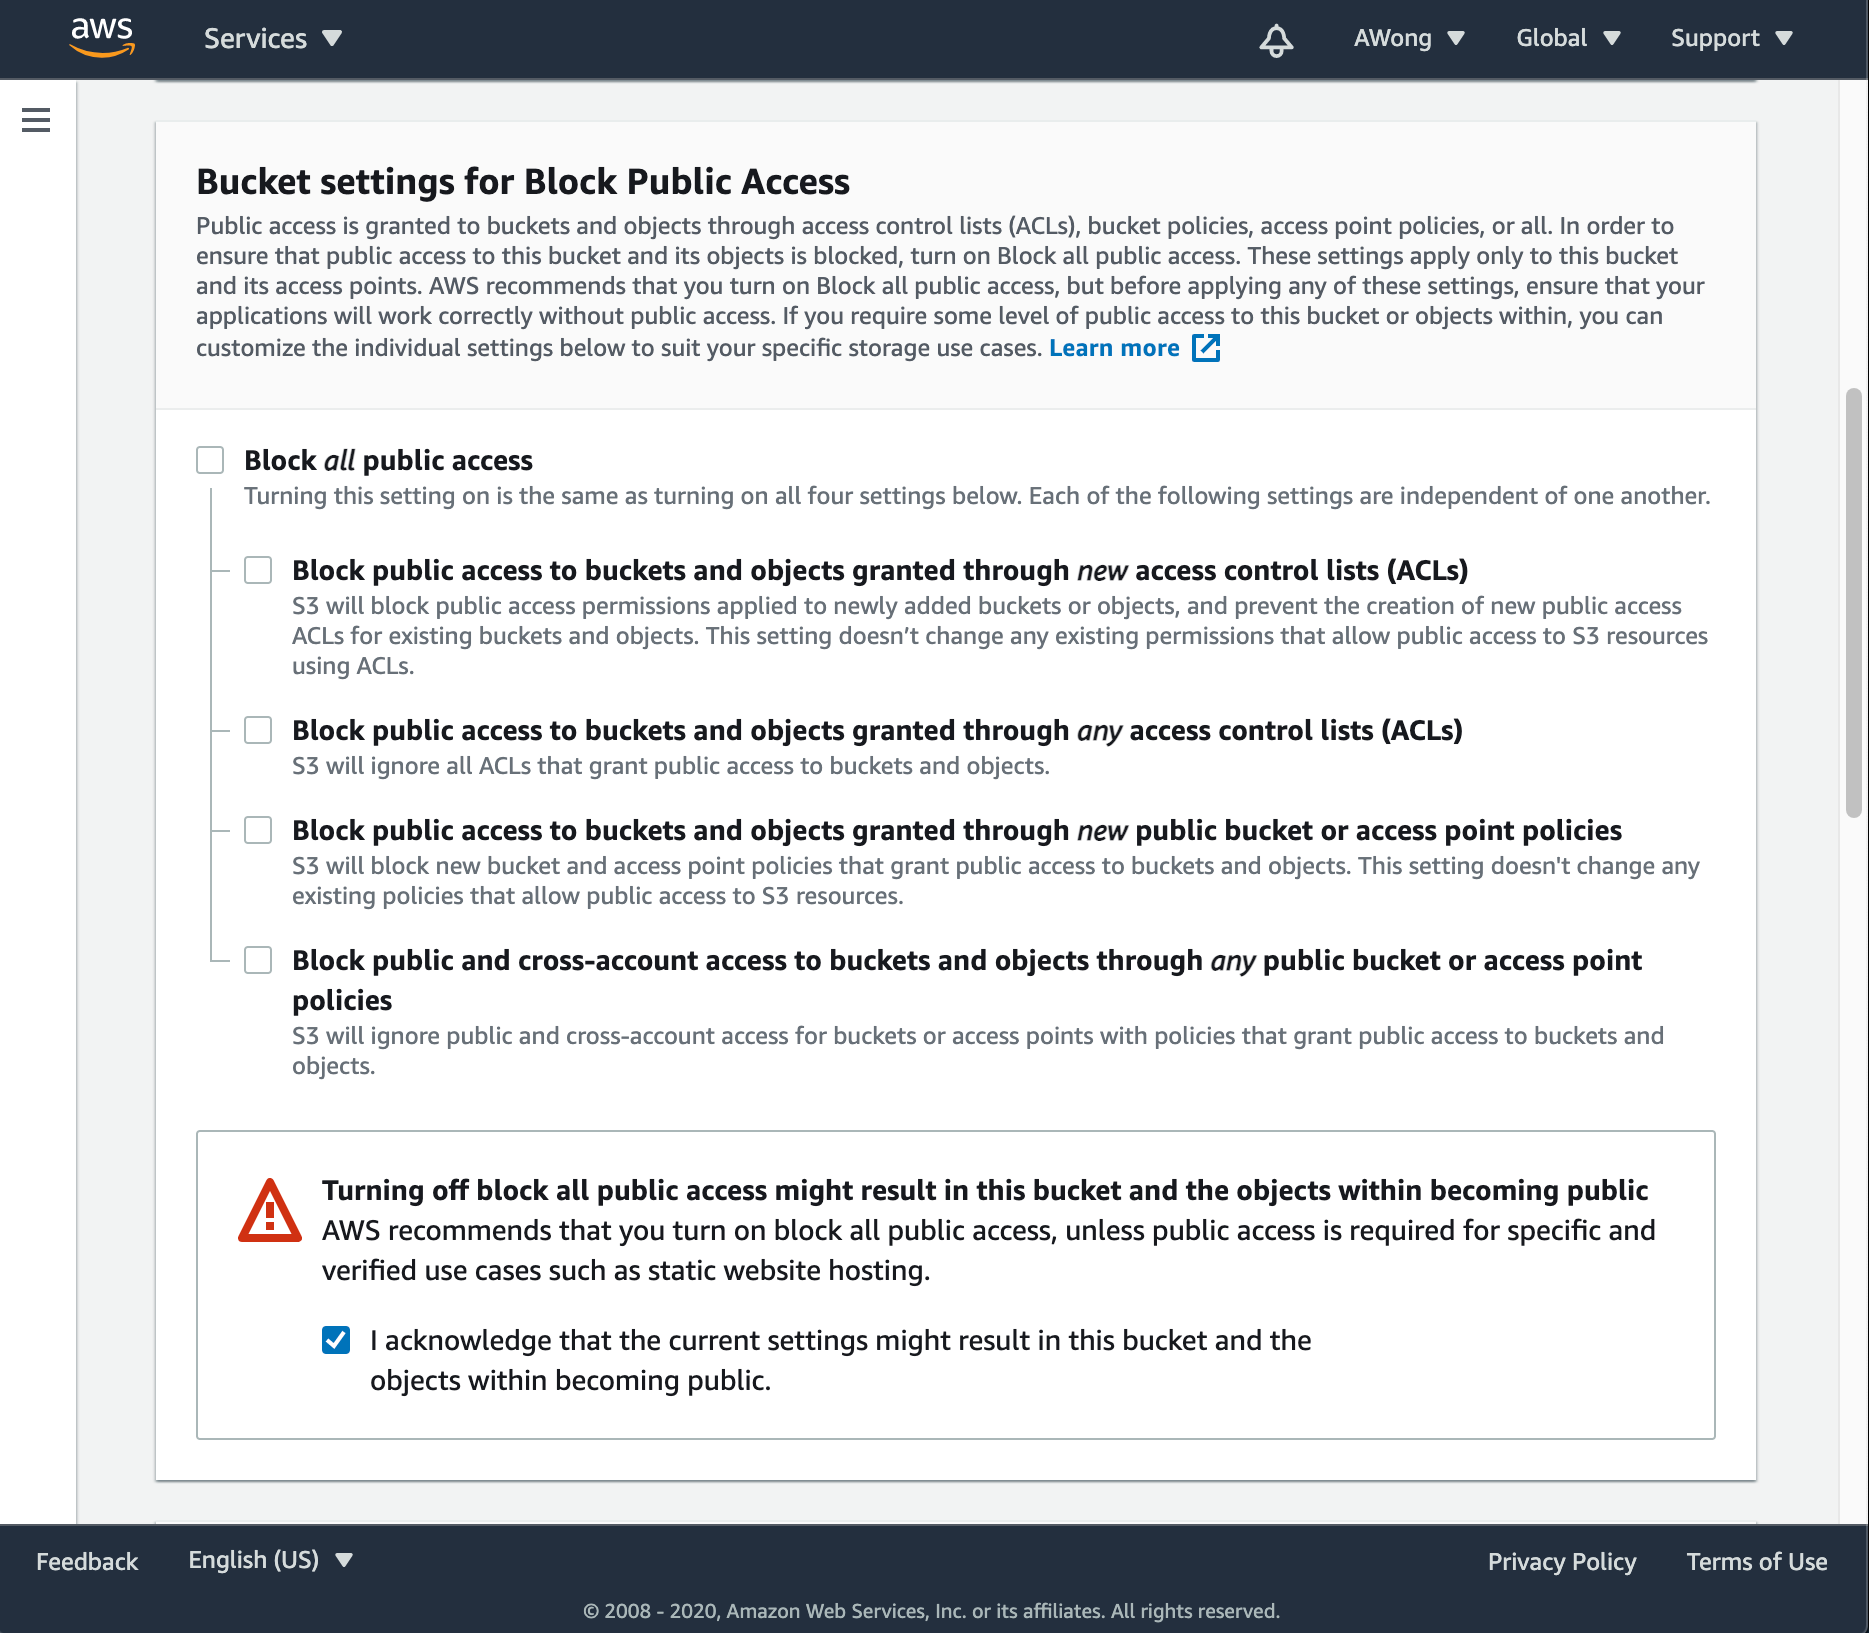 aws
Services
AWong
Global
Support
Bucket settings for Block Public Access
Public access is granted to buckets and objects through access control lists (ACLs), bucket policies, access point policies, or all. In order to
ensure that public access to this bucket and its objects is blocked, turn on Block all public access. These settings apply only to this bucket
and its access points. AWS recommends that you turn on Block all public access, but before applying any of these settings, ensure that your
applications will work correctly without public access. If you require some level of public access to this bucket or objects within, you can
customize the individual settings below to suit your specific storage use cases. Learn more
Block all public access
Turning this setting on is the same as turning on all four settings below. Each of the following settings are independent of one another.
Block public access to buckets and objects granted through new access control lists (ACLs)
S3 will block public access permissions applied to newly added buckets or objects, and prevent the creation of new public access
ACLs for existing buckets and objects. This setting doesn’t change any existing permissions that allow public access to S3 resources
using ACLs.
Block public access to buckets and objects granted through any access control lists (ACLs)
S3 will ignore all ACLs that grant public access to buckets and objects.
Block public access to buckets and objects granted through new public bucket or access point policies
S3 will block new bucket and access point policies that grant public access to buckets and objects. This setting doesn't change any
existing policies that allow public access to S3 resources.
Block public and cross-account access to buckets and objects through any public bucket or access point
policies
S3 will ignore public and cross-account access for buckets or access points with policies that grant public access to buckets and
objects.
Turning off block all public access might result in this bucket and the objects within becoming public
AWS recommends that you turn on block all public access, unless public access is required for specific and
verified use cases such as static website hosting.
I acknowledge that the current settings might result in this bucket and the
objects within becoming public.
Feedback
English (US)
Privacy Policy
Terms of Use
© 2008 - 2020, Amazon Web Services, Inc. or its affiliates. All rights reserved.